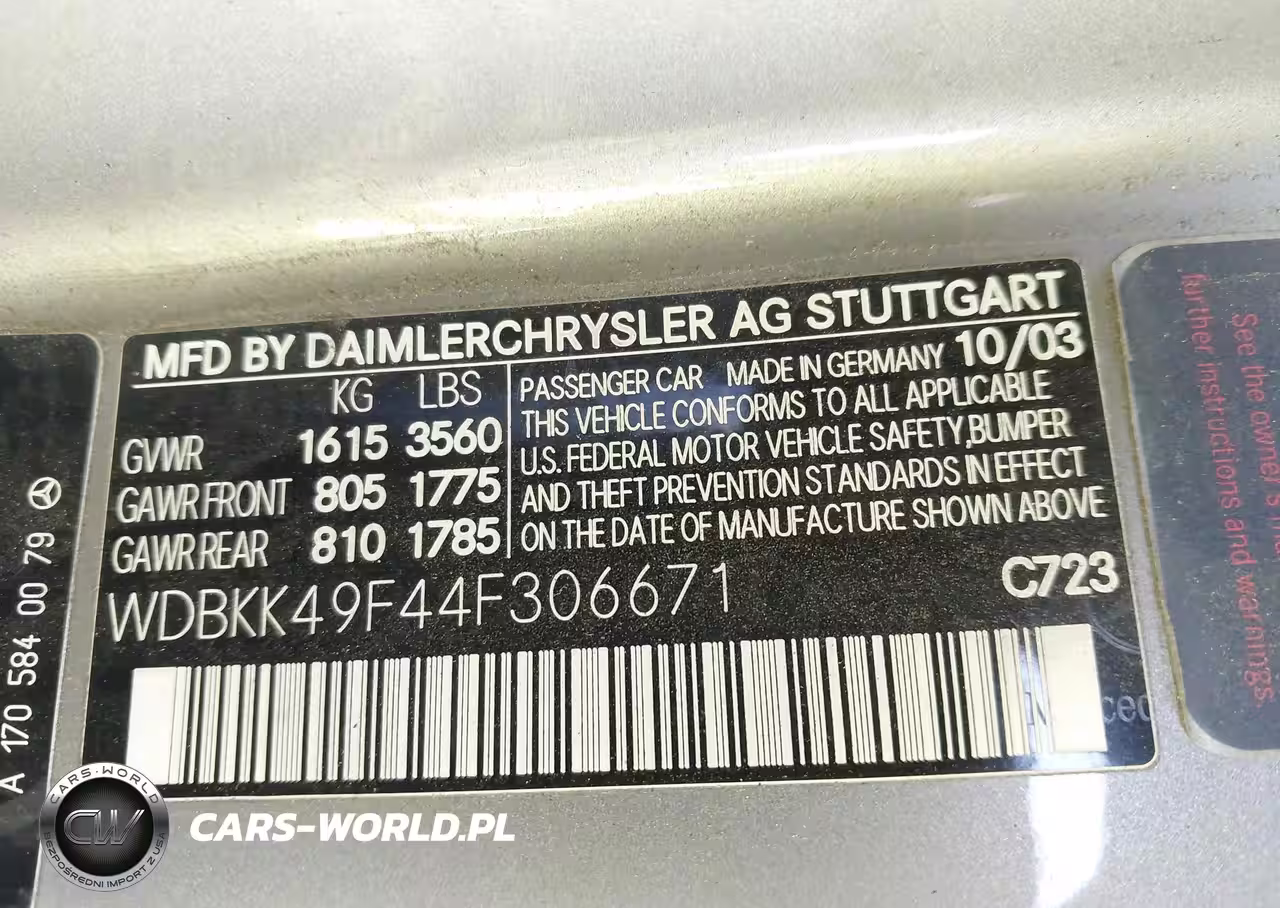 MFD BY DAIMLERCHRYSLER AG STUTTGART
KG LBS
GVWR 1615 3560
GAWR FRONT 805 1775
GAWR REAR 810 1785
PASSENGER CAR MADE IN GERMANY 10/03
THIS VEHICLE CONFORMS TO ALL APPLICABLE
U.S. FEDERAL MOTOR VEHICLE SAFETY,BUMPER
AND THEFT PREVENTION STANDARDS IN EFFECT
ON THE DATE OF MANUFACTURE SHOWN ABOVE
WDBKK49F44F306671
C723
A 170 584 00 79
See the owner's
further instructions and warnings.
CARS-WORLD
CW
BEZPOŚREDNI IMPORT Z USA
CARS-WORLD.PL